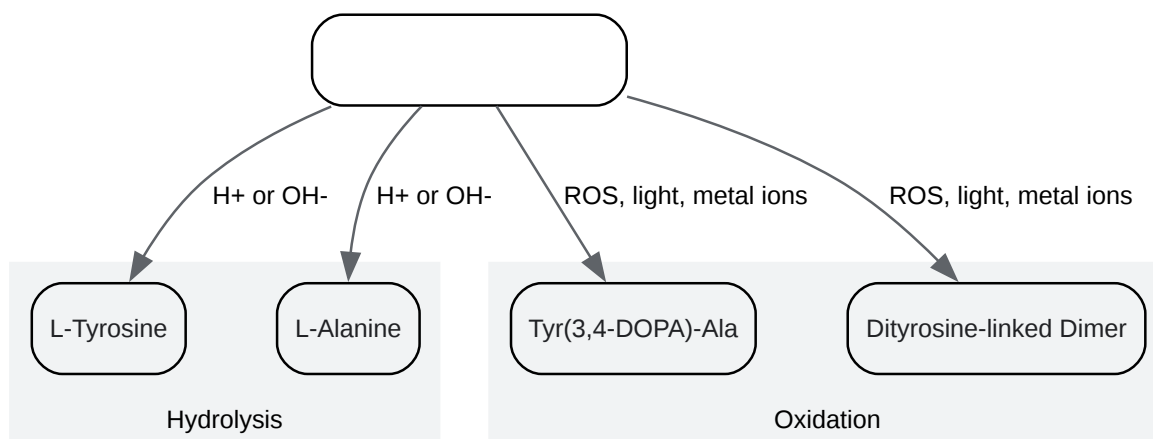 H+ or OH-
H+ or OH-
ROS, light, metal ions
ROS, light, metal ions
L-Tyrosine
L-Alanine
Tyr(3,4-DOPA)-Ala
Dityrosine-linked Dimer
Hydrolysis
Oxidation